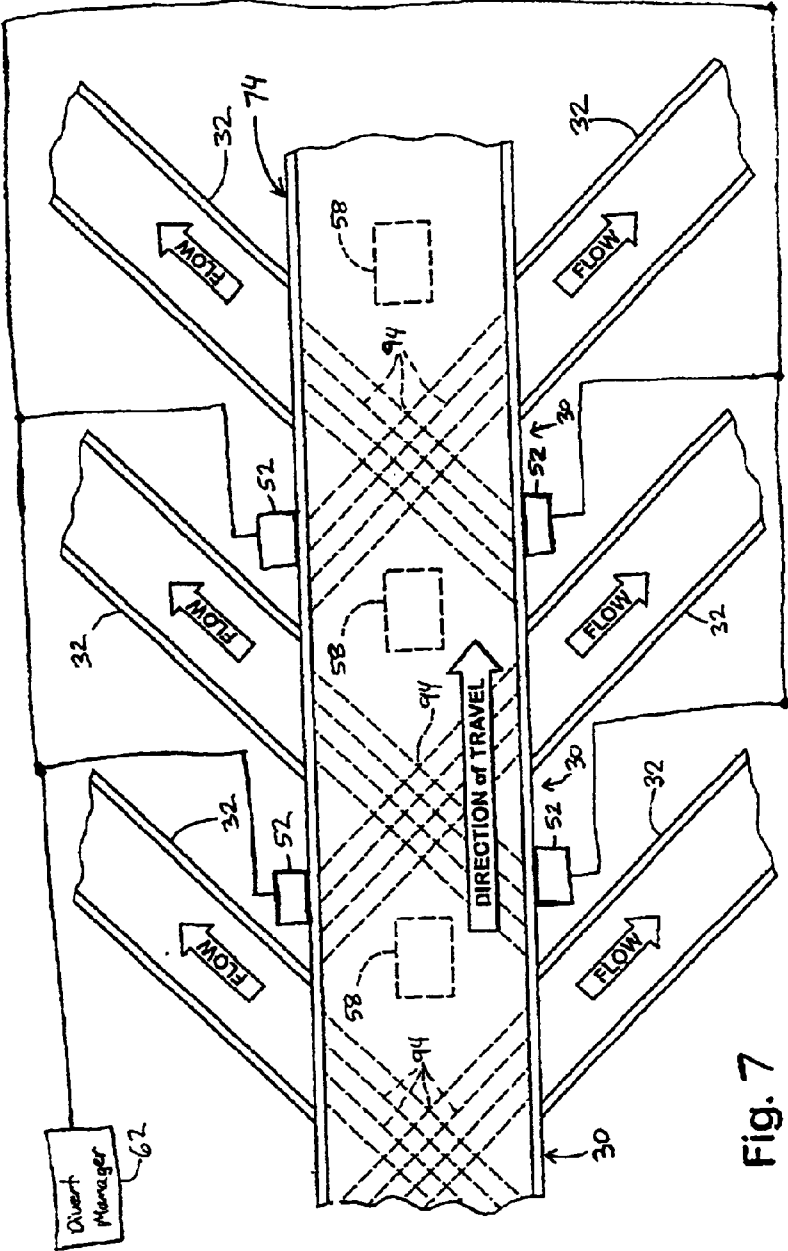 Divert
Manager
62
32
74
32
FLOW
58
FLOW
94
52
52
30
32
FLOW
58
FLOW
32
94
DIRECTION of TRAVEL
32
52
52
30
32
FLOW
58
FLOW
94
30
Fig. 7